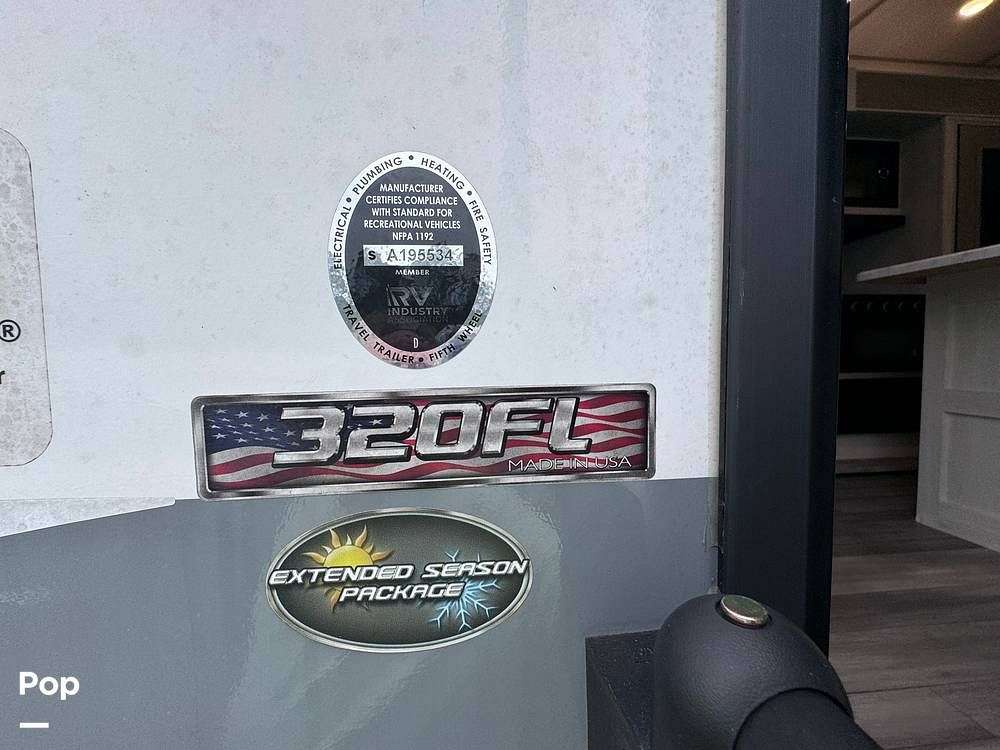 PLUMBING • HEATING • FIRE SAFETY
ELECTRICAL •
MANUFACTURER
CERTIFIES COMPLIANCE
WITH STANDARD FOR
RECREATIONAL VEHICLES
NFPA 1192
S A195534
MEMBER
RV
INDUSTRY
ASSOCIATION
D
TRAVEL TRAILER • FIFTH WHEEL
®
r
320FL
MADE IN USA
EXTENDED SEASON
PACKAGE
Pop